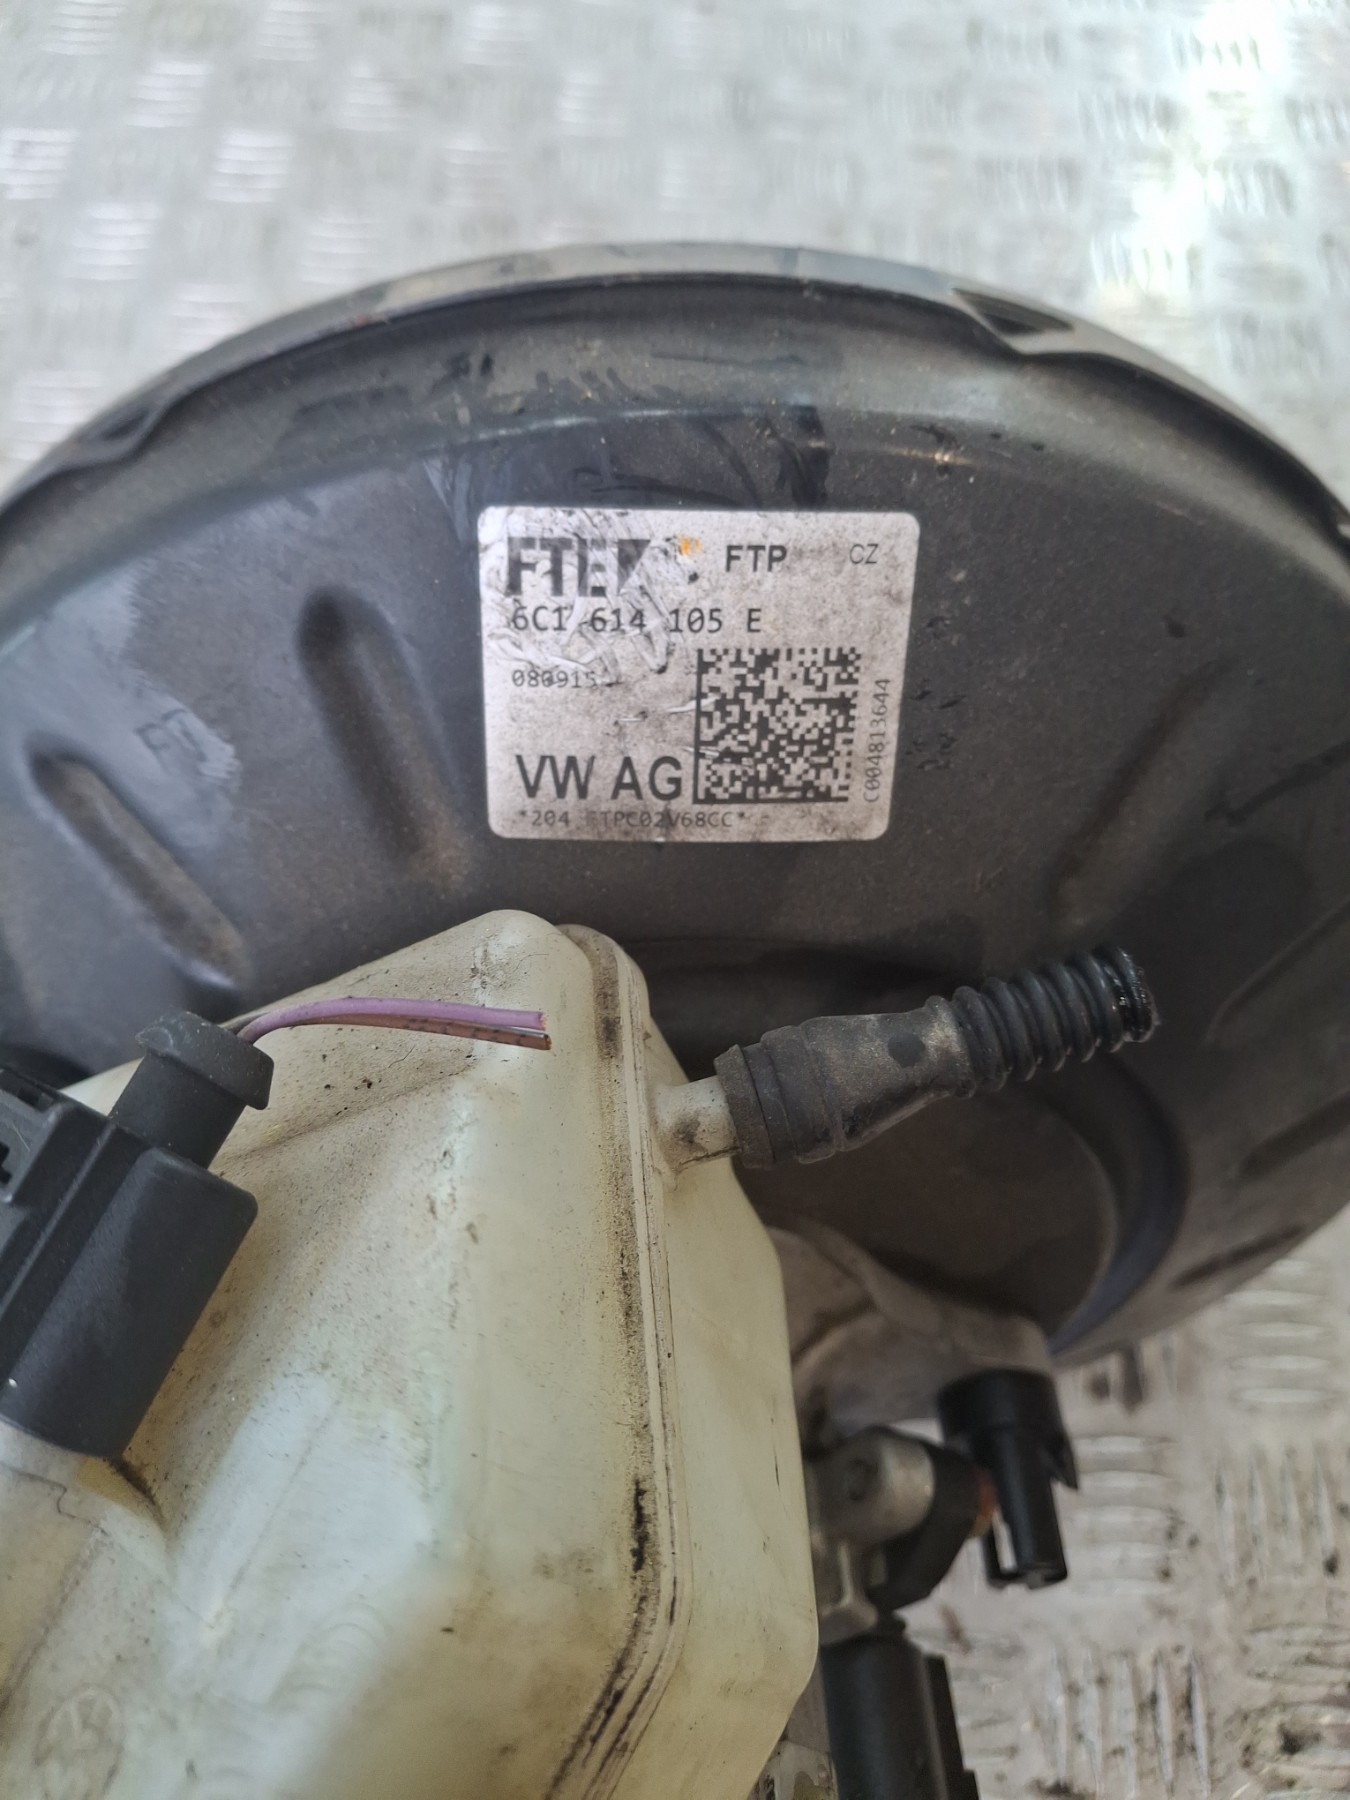 FTE FTP CZ
6C1 614 105 E
080915
C004813644
VW AG
*204 FTPC02V68CC*